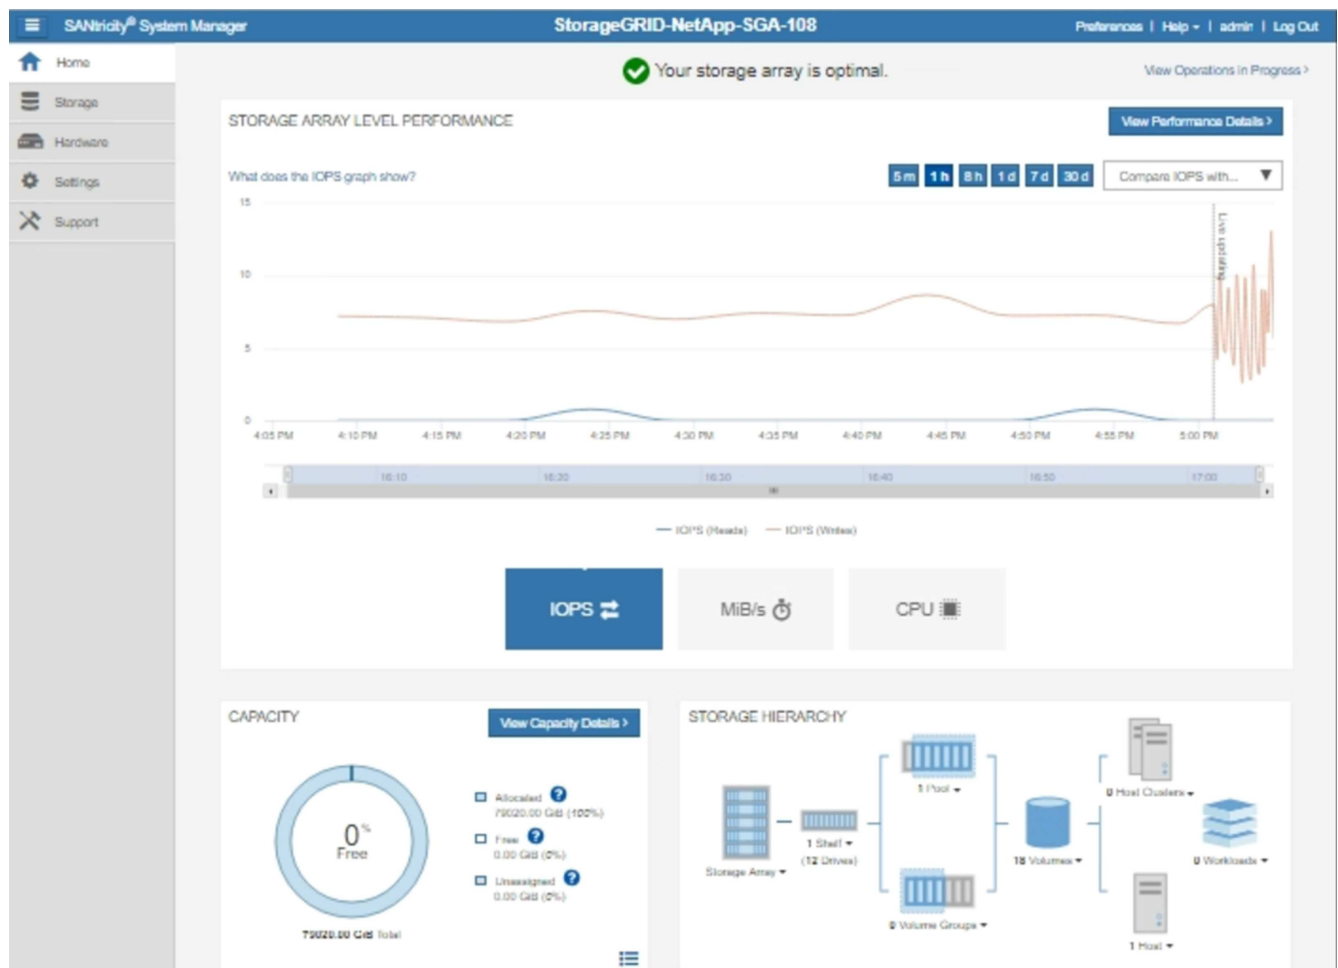 SANtricity® System Manager
StorageGRID-NetApp-SGA-108
Preferences | Help | admin | Log Out
Home
Storage
Hardware
Settings
Support
Your storage array is optimal.
View Operations in Progress >
STORAGE ARRAY LEVEL PERFORMANCE
View Performance Details >
What does the IOPS graph show?
5 m 1 h 8 h 1 d 7 d 30 d
Compare IOPS with...
15
10
5
0
Live updating
4:05 PM 4:10 PM 4:15 PM 4:20 PM 4:25 PM 4:30 PM 4:35 PM 4:40 PM 4:45 PM 4:50 PM 4:55 PM 5:00 PM
16:10 16:20 16:30 16:40 16:50 17:00
IOPS (Reads) IOPS (Writes)
IOPS
MiB/s
CPU
CAPACITY
View Capacity Details >
0%
Free
79020.00 GiB Total
Allocated ?
79020.00 GiB (100%)
Free ?
0.00 GiB (0%)
Unassigned ?
0.00 GiB (0%)
STORAGE HIERARCHY
Storage Array
1 Shelf
(12 Drives)
1 Pool
0 Volume Groups
18 Volumes
0 Host Clusters
1 Host
0 Workloads